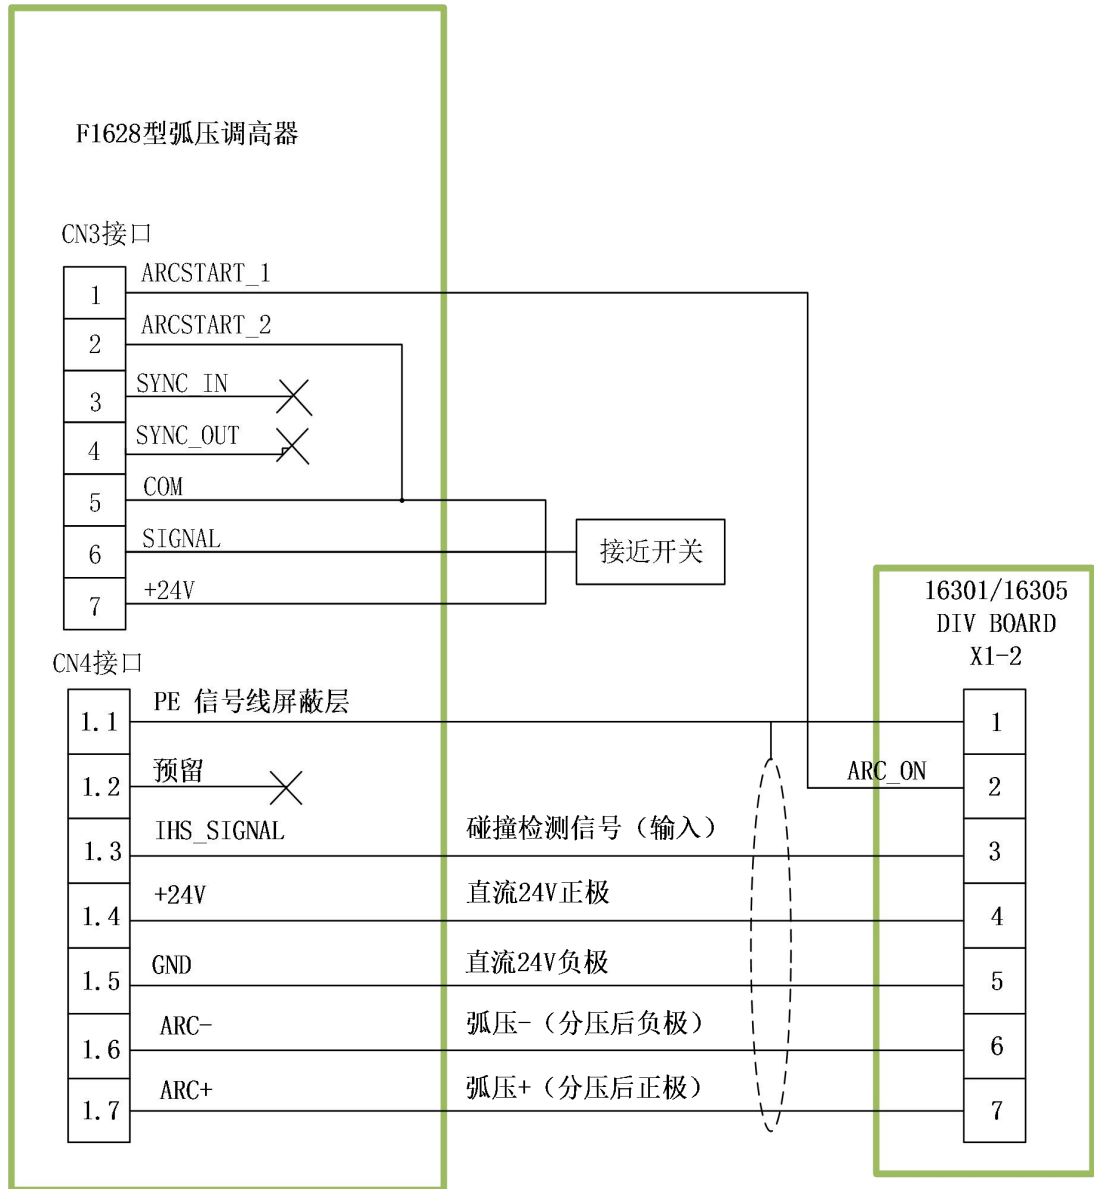 F1628型弧压调高器
CN3接口
1 ARCSTART_1
2 ARCSTART_2
3 SYNC_IN
4 SYNC_OUT
5 COM
6 SIGNAL
接近开关
7 +24V
16301/16305
DIV BOARD
X1-2
CN4接口
1.1 PE 信号线屏蔽层 1
1.2 预留 ARC_ON 2
1.3 IHS_SIGNAL 碰撞检测信号（输入） 3
1.4 +24V 直流24V正极 4
1.5 GND 直流24V负极 5
1.6 ARC- 弧压-（分压后负极） 6
1.7 ARC+ 弧压+（分压后正极） 7